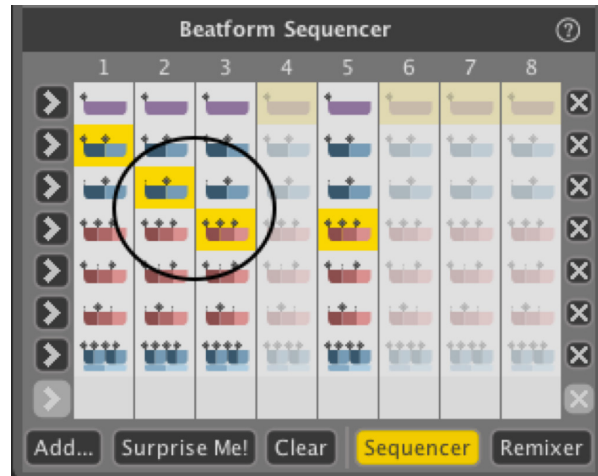 Beatform Sequencer ?
1 2 3 4 5 6 7 8
Add... Surprise Me! Clear Sequencer Remixer